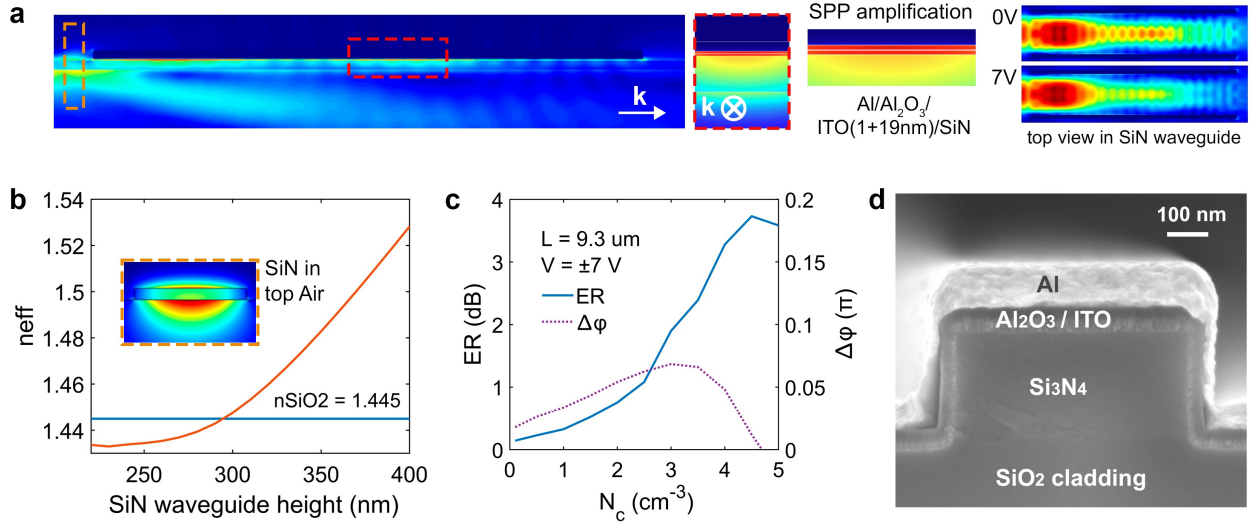 a
k
k
SPP amplification
Al/Al₂O₃/
ITO(1+19nm)/SiN
0V
7V
top view in SiN waveguide
b
1.54
1.52
1.5
1.48
1.46
1.44
neff
SiN in
top Air
nSiO2 = 1.445
250
300
350
400
SiN waveguide height (nm)
c
4
3
2
1
0
ER (dB)
L = 9.3 um
V = ±7 V
ER
Δφ
0.2
0.15
0.1
0.05
0
Δφ (π)
0
1
2
3
4
5
N_c (cm⁻³)
d
100 nm
Al
Al₂O₃ / ITO
Si₃N₄
SiO₂ cladding